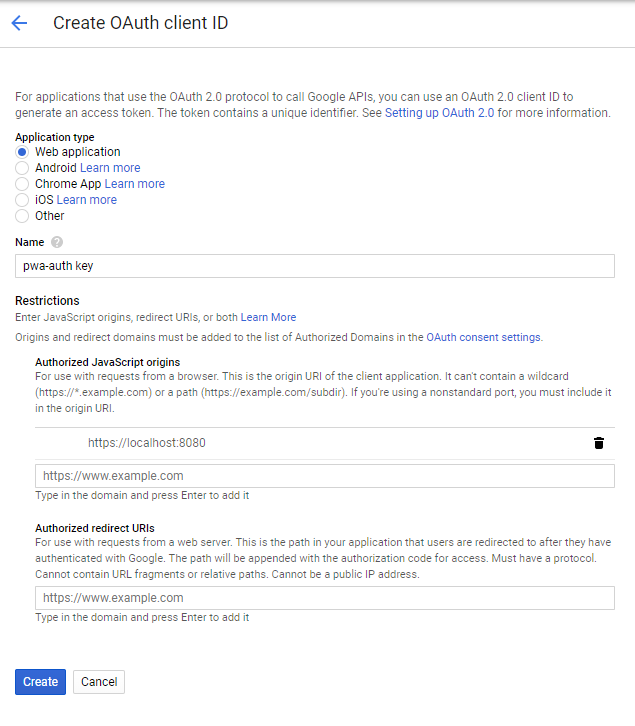 Create OAuth client ID
For applications that use the OAuth 2.0 protocol to call Google APIs, you can use an OAuth 2.0 client ID to
generate an access token. The token contains a unique identifier. See Setting up OAuth 2.0 for more information.
Application type
Web application
Android Learn more
Chrome App Learn more
iOS Learn more
Other
Name ?
pwa-auth key
Restrictions
Enter JavaScript origins, redirect URIs, or both Learn More
Origins and redirect domains must be added to the list of Authorized Domains in the OAuth consent settings.
Authorized JavaScript origins
For use with requests from a browser. This is the origin URI of the client application. It can't contain a wildcard
(https://*.example.com) or a path (https://example.com/subdir). If you're using a nonstandard port, you must include it
in the origin URI.
https://localhost:8080
https://www.example.com
Type in the domain and press Enter to add it
Authorized redirect URIs
For use with requests from a web server. This is the path in your application that users are redirected to after they have
authenticated with Google. The path will be appended with the authorization code for access. Must have a protocol.
Cannot contain URL fragments or relative paths. Cannot be a public IP address.
https://www.example.com
Type in the domain and press Enter to add it
Create Cancel